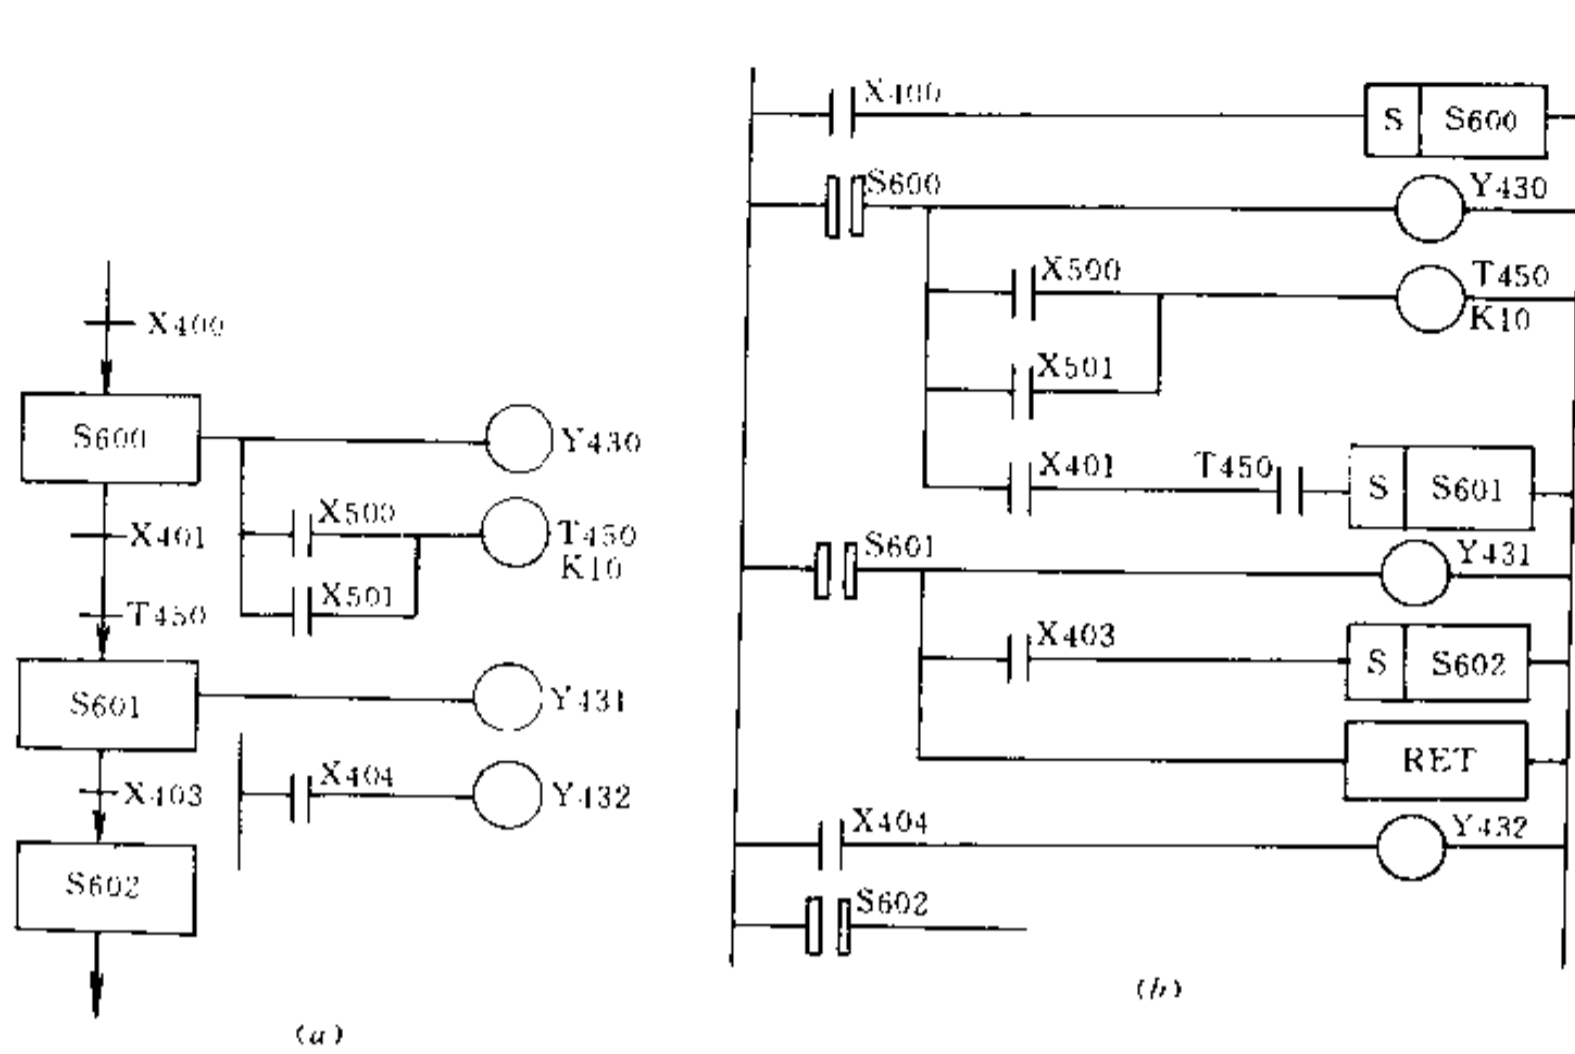 X400
S600
Y430
X401
X500
T450
K10
X501
T450
S601
Y431
X403
X404
Y432
S602
(a)
X400
S S600
S600
Y430
X500
T450
K10
X501
X401
T450
S S601
S601
Y431
X403
S S602
RET
X404
Y432
S602
(b)